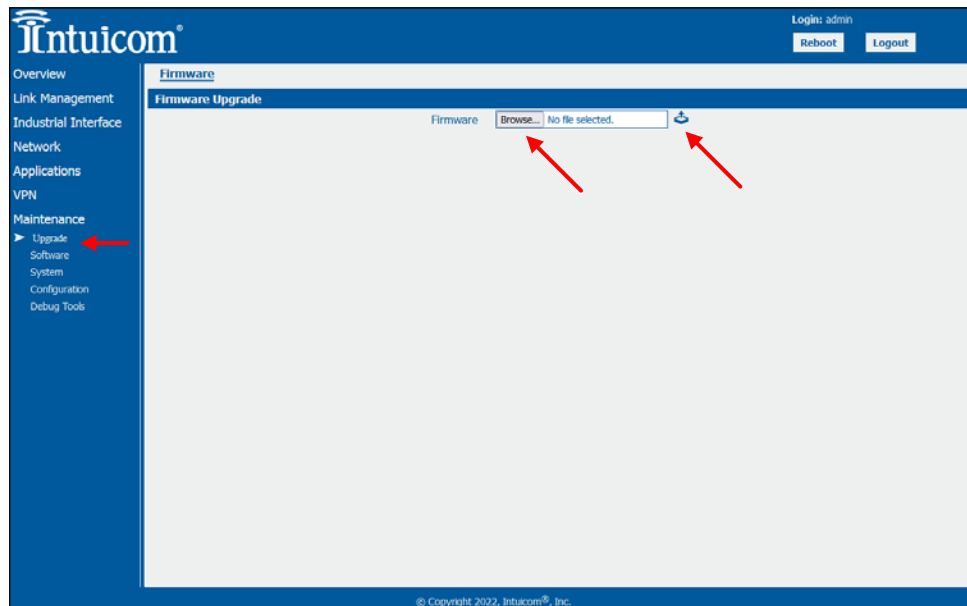 Intuicom®
Login: admin
Reboot Logout
Overview
Link Management
Industrial Interface
Network
Applications
VPN
Maintenance
Upgrade
Software
System
Configuration
Debug Tools
Firmware
Firmware Upgrade
Firmware Browse... No file selected.
© Copyright 2022, Intuicom®, Inc.